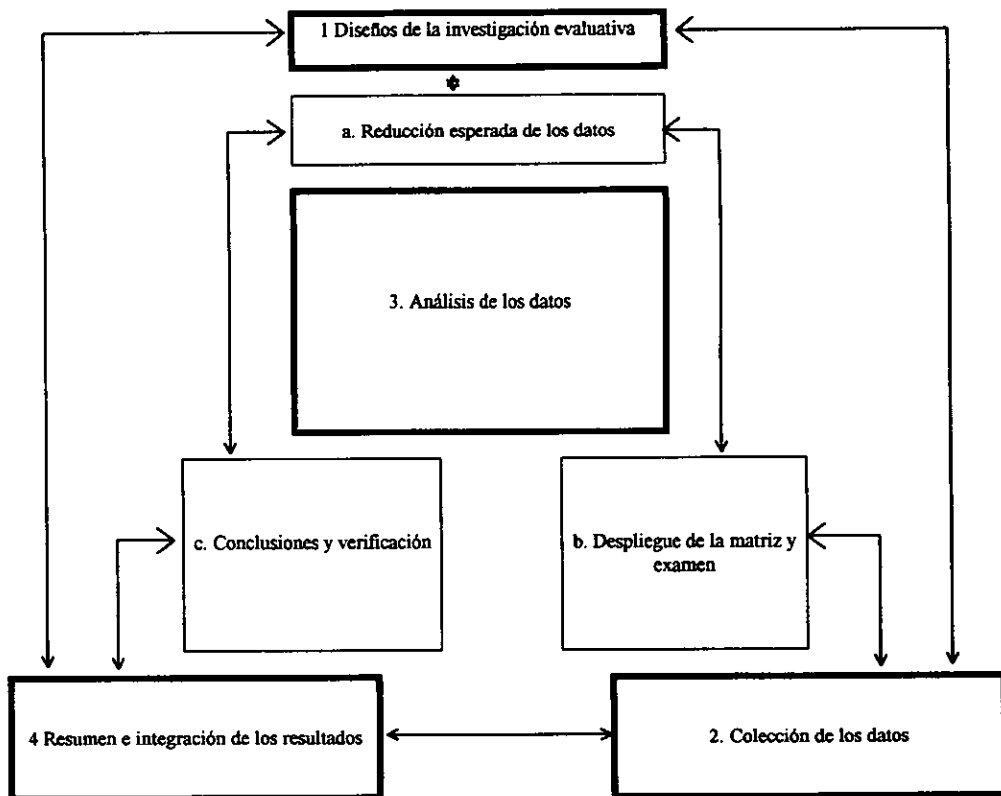 1 Diseños de la investigación evaluativa
a. Reducción esperada de los datos
3. Análisis de los datos
c. Conclusiones y verificación
b. Despliegue de la matriz y
examen
4 Resumen e integración de los resultados
2. Colección de los datos